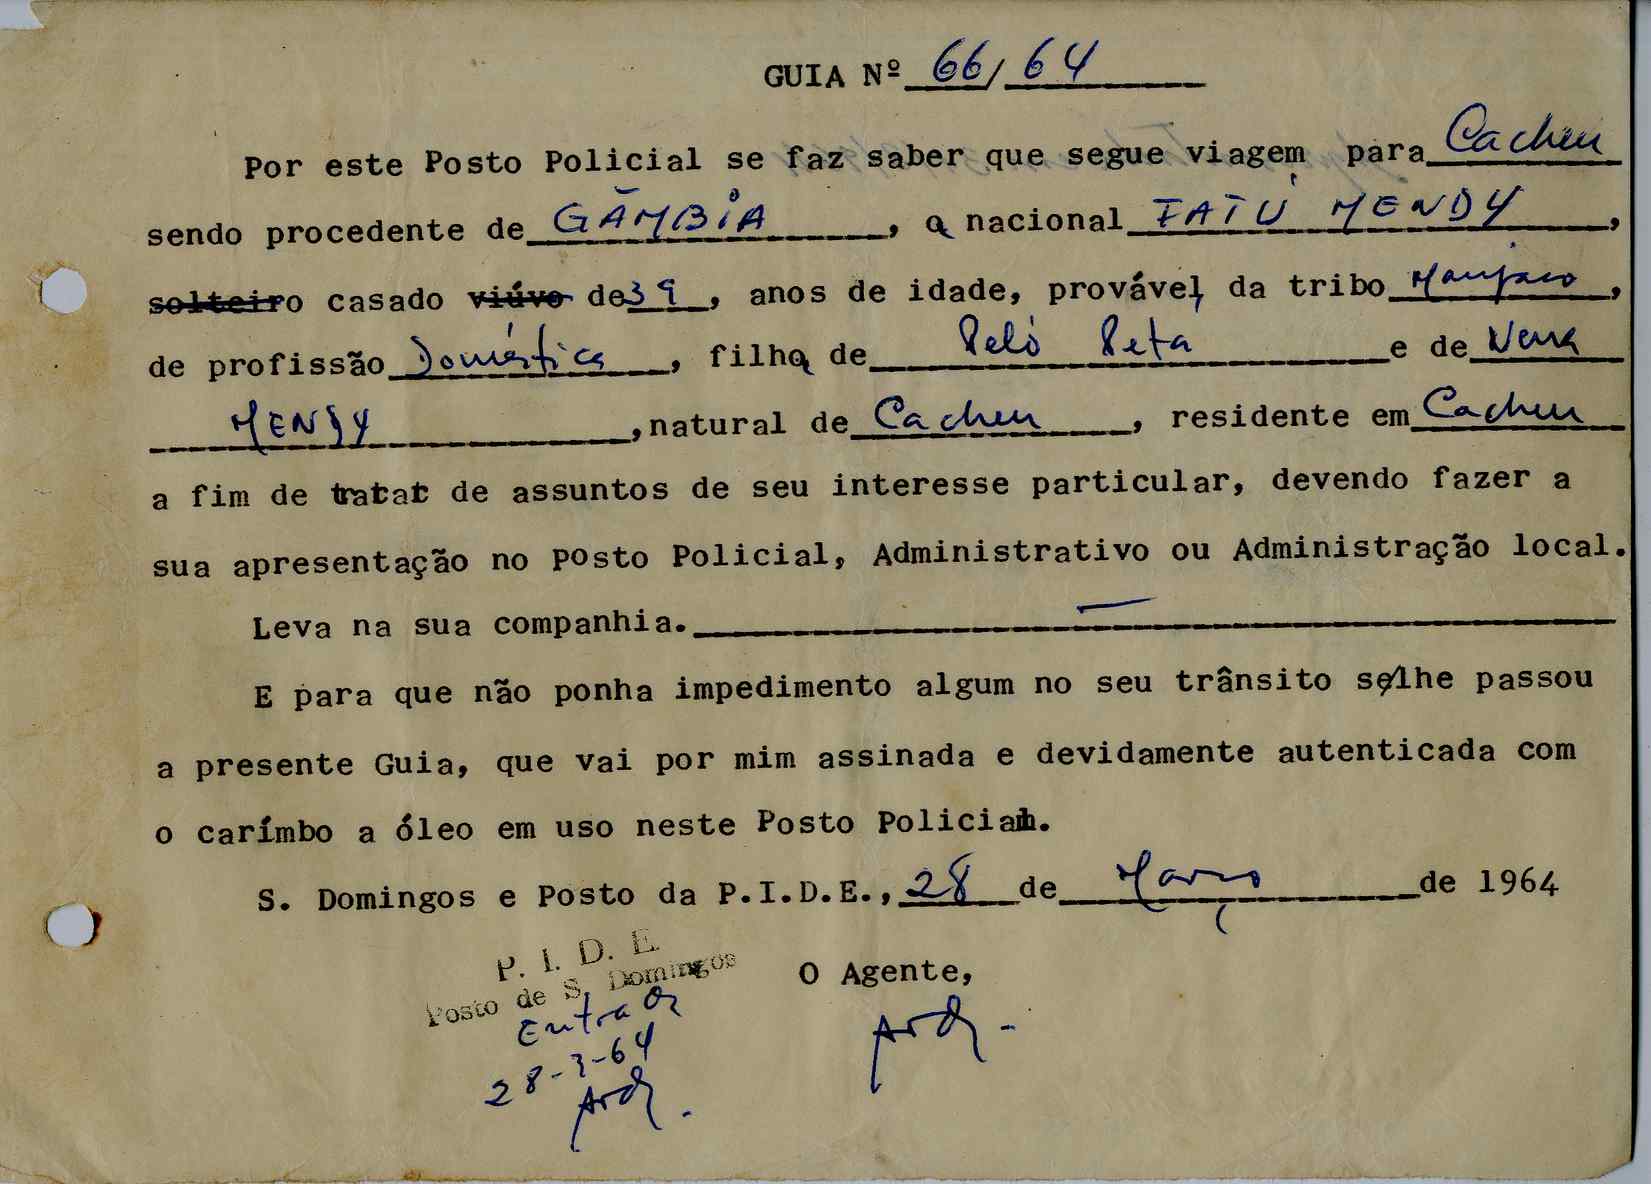 GUIA Nº 66/64
Por este Posto Policial se faz saber que segue viagem para Cacheu
sendo procedente de GÂMBIA, a nacional FATÚ MENDY,
solteiro casado viúvo de 39, anos de idade, provável da tribo Manjaco,
de profissão Doméstica, filha de Peló Peta e de Nena
MENDY, natural de Cacheu, residente em Cacheu
a fim de tratat de assuntos de seu interesse particular, devendo fazer a
sua apresentação no Posto Policial, Administrativo ou Administração local.
Leva na sua companhia. —
E para que não ponha impedimento algum no seu trânsito se/lhe passou
a presente Guia, que vai por mim assinada e devidamente autenticada com
o carímbo a óleo em uso neste Posto Policial.
S. Domingos e Posto da P.I.D.E., 28 de Março de 1964
P. I. D. E.
Posto de S. Domingos
O Agente,
Entrada
28-3-64